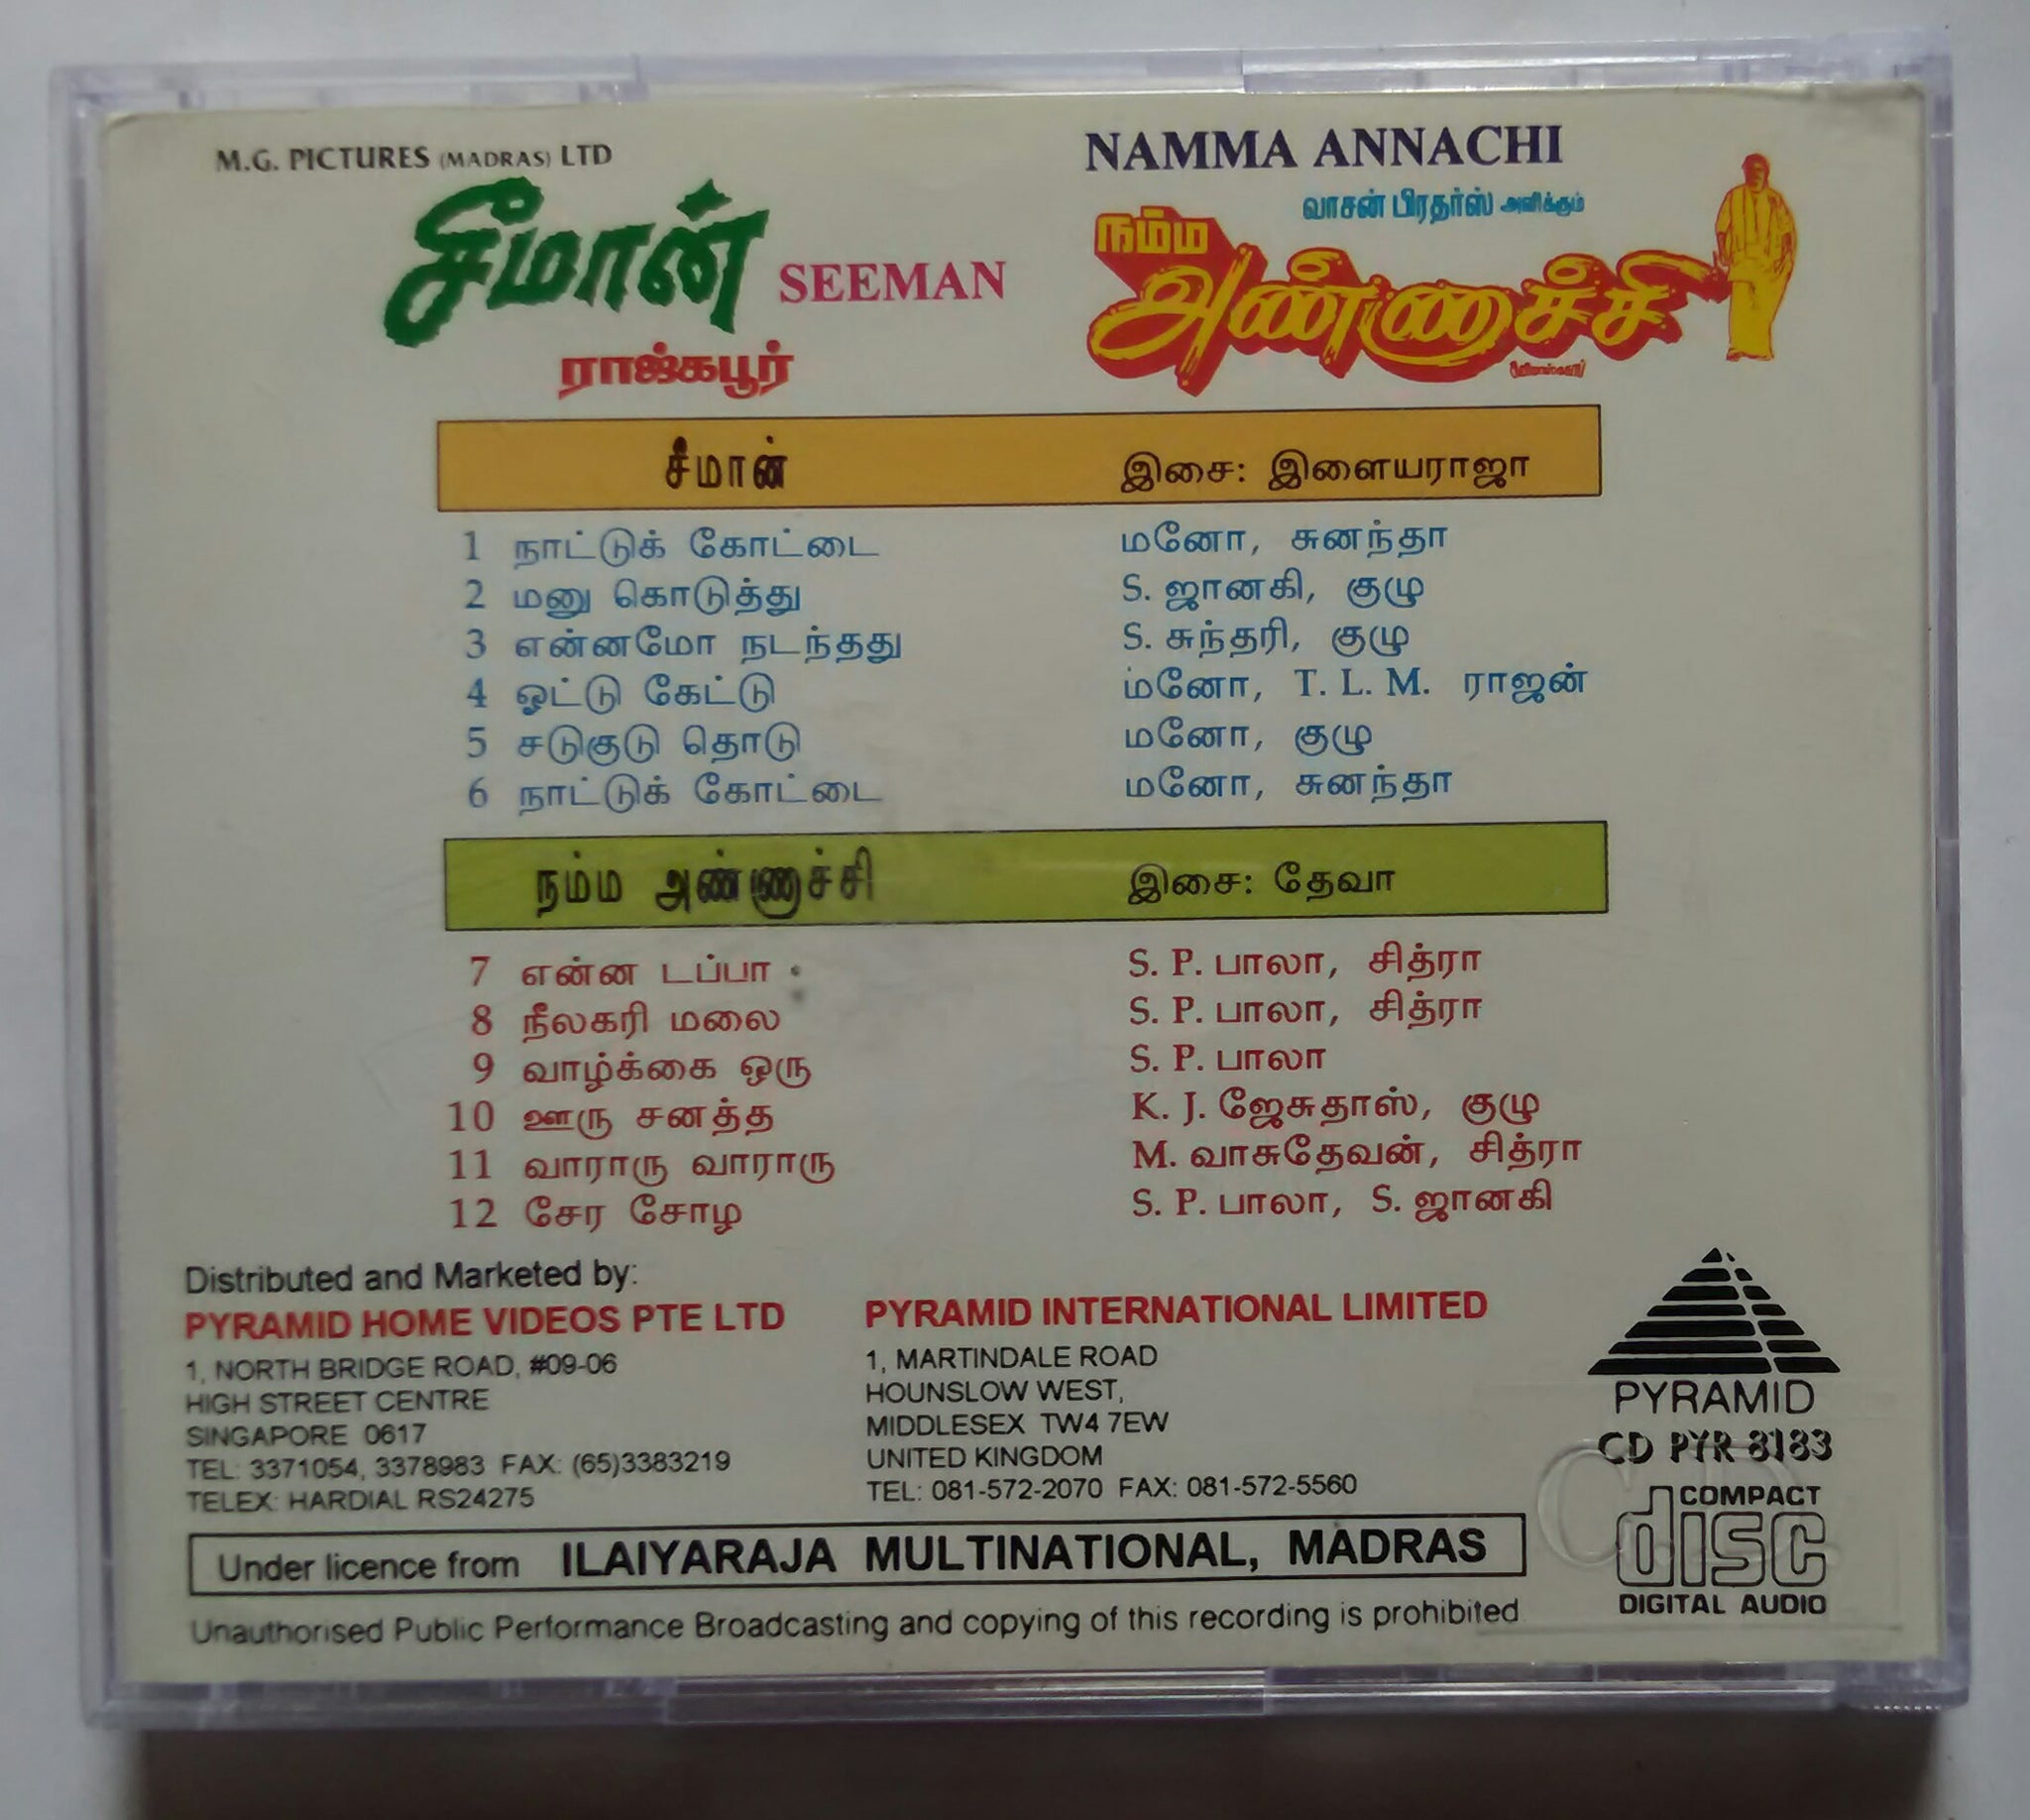 M.G. PICTURES (MADRAS) LTD
சீமான் SEEMAN
ராஜ்கபூர்
NAMMA ANNACHI
வாசன் பிரதர்ஸ் அளிக்கும்
நம்ம
அண்ணாச்சி
சீமான் இசை: இளையராஜா
1 நாட்டுக் கோட்டை மனோ, சுனந்தா
2 மனு கொடுத்து S. ஜானகி, குழு
3 என்னமோ நடந்தது S. சுந்தரி, குழு
4 ஓட்டு கேட்டு மனோ, T. L. M. ராஜன்
5 சடுகுடு தொடு மனோ, குழு
6 நாட்டுக் கோட்டை மனோ, சுனந்தா
நம்ம அண்ணாச்சி இசை: தேவா
7 என்ன டப்பா S. P. பாலா, சித்ரா
8 நீலகரி மலை S. P. பாலா, சித்ரா
9 வாழ்க்கை ஒரு S. P. பாலா
10 ஊரு சனத்த K. J. ஜேசுதாஸ், குழு
11 வாராரு வாராரு M. வாசுதேவன், சித்ரா
12 சேர சோழ S. P. பாலா, S. ஜானகி
Distributed and Marketed by:
PYRAMID HOME VIDEOS PTE LTD
1, NORTH BRIDGE ROAD, #09-06
HIGH STREET CENTRE
SINGAPORE 0617
TEL: 3371054, 3378983 FAX: (65)3383219
TELEX: HARDIAL RS24275
PYRAMID INTERNATIONAL LIMITED
1, MARTINDALE ROAD
HOUNSLOW WEST,
MIDDLESEX TW4 7EW
UNITED KINGDOM
TEL: 081-572-2070 FAX: 081-572-5560
PYRAMID
CD PYR 8183
COMPACT
disc
DIGITAL AUDIO
Under licence from ILAIYARAJA MULTINATIONAL, MADRAS
Unauthorised Public Performance Broadcasting and copying of this recording is prohibited